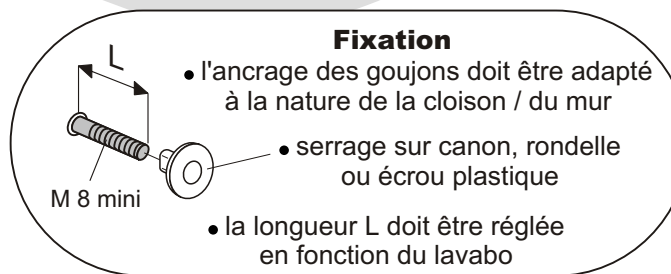 Fixation
L
● l'ancrage des goujons doit être adapté
à la nature de la cloison / du mur
● serrage sur canon, rondelle
ou écrou plastique
M 8 mini
● la longueur L doit être réglée
en fonction du lavabo